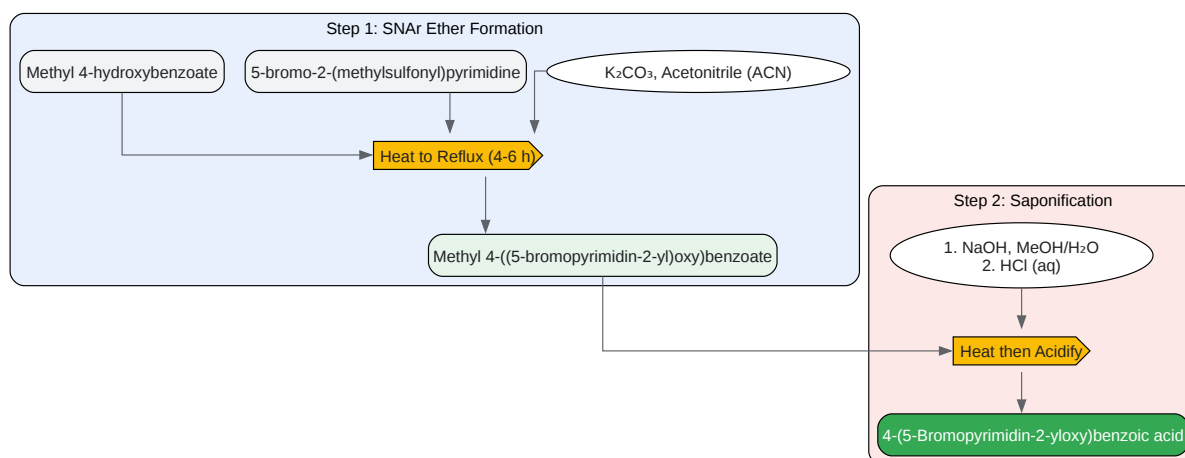 Step 1: SNAr Ether Formation
Methyl 4-hydroxybenzoate
5-bromo-2-(methylsulfonyl)pyrimidine
K₂CO₃, Acetonitrile (ACN)
Heat to Reflux (4-6 h)
Methyl 4-((5-bromopyrimidin-2-yl)oxy)benzoate
Step 2: Saponification
1. NaOH, MeOH/H₂O
2. HCl (aq)
Heat then Acidify
4-(5-Bromopyrimidin-2-yloxy)benzoic acid